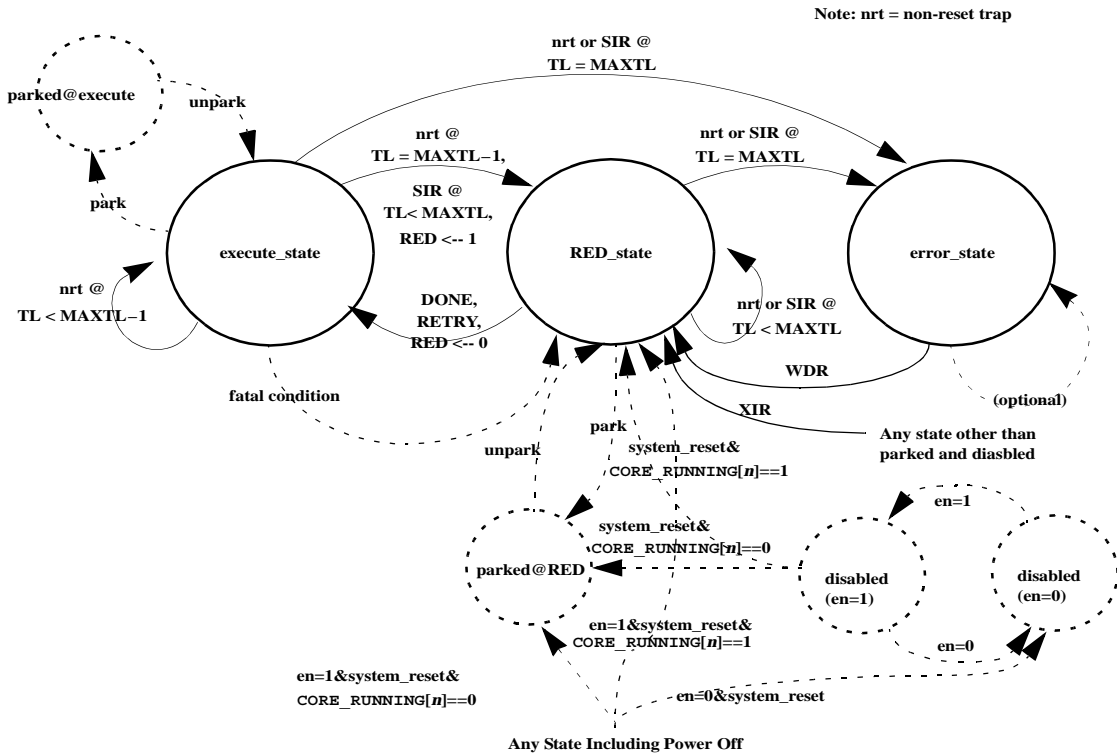 Note: nrt = non-reset trap
nrt or SIR @
TL = MAXTL
parked@execute
unpark
nrt @
TL = MAXTL–1,
nrt or SIR @
TL = MAXTL
park
SIR @
TL< MAXTL,
RED <-- 1
execute_state
RED_state
error_state
nrt @
TL < MAXTL–1
DONE,
RETRY,
RED <-- 0
nrt or SIR @
TL < MAXTL
WDR
fatal condition
(optional)
XIR
park
Any state other than
parked and diasbled
unpark
system_reset&
CORE_RUNNING[n]==1
en=1
system_reset&
CORE_RUNNING[n]==0
parked@RED
disabled
(en=1)
disabled
(en=0)
en=1&system_reset&
CORE_RUNNING[n]==1
en=0
en=1&system_reset&
CORE_RUNNING[n]==0
en=0&system_reset
Any State Including Power Off